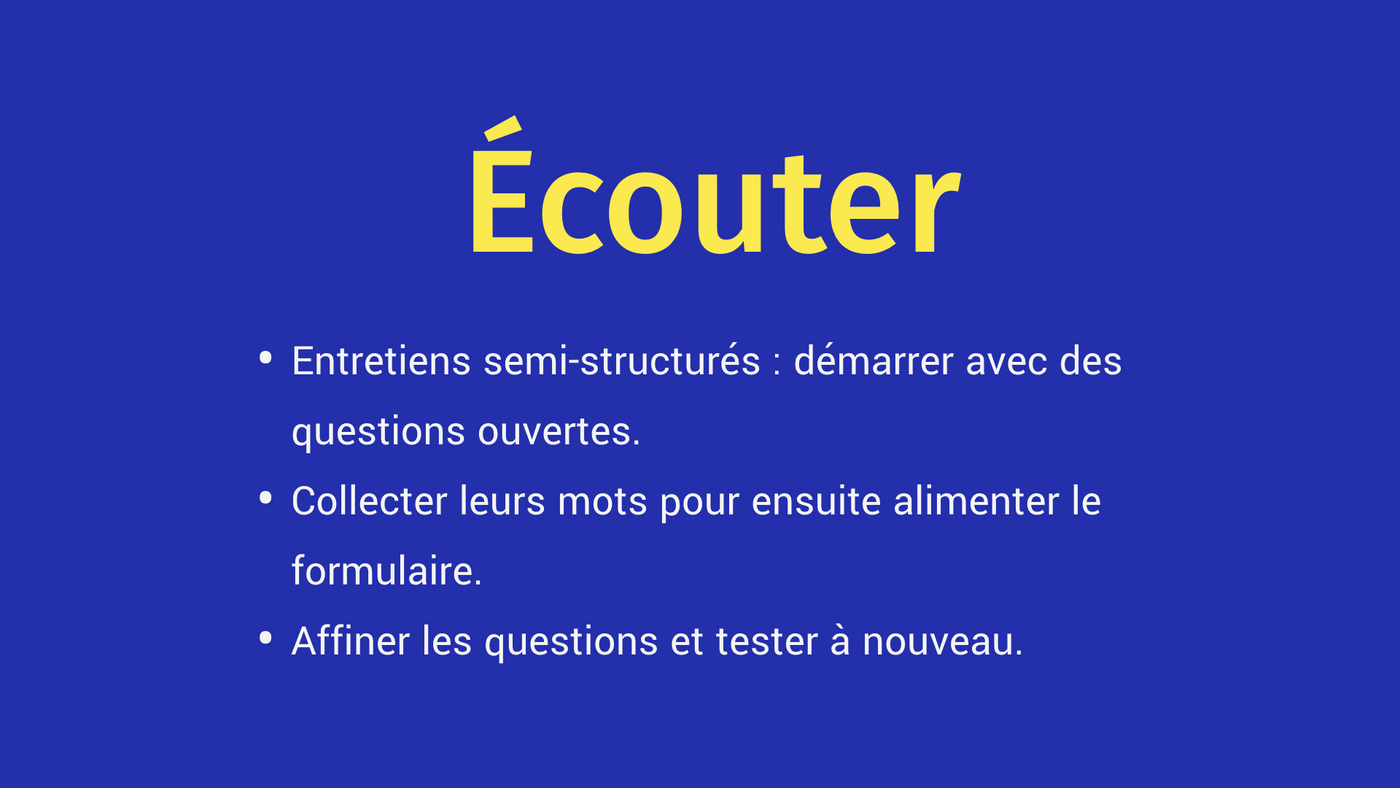 Écouter
• Entretiens semi-structurés : démarrer avec des
questions ouvertes.
• Collecter leurs mots pour ensuite alimenter le
formulaire.
• Affiner les questions et tester à nouveau.